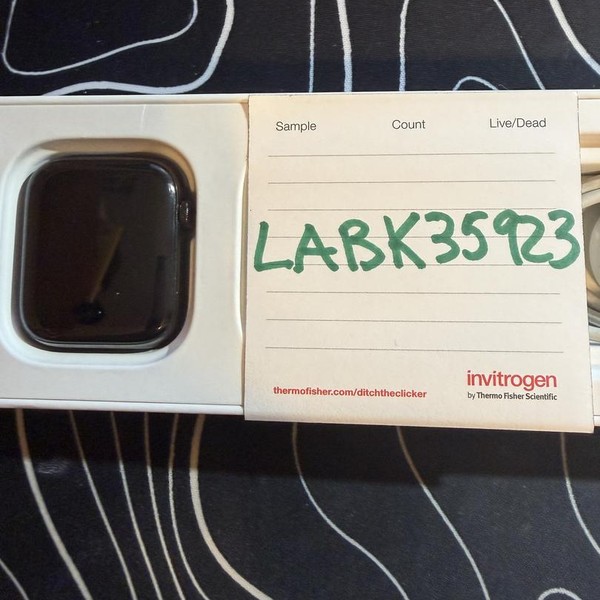 Sample Count Live/Dead
LABK35923
invitrogen
thermofisher.com/ditchtheclicker by Thermo Fisher Scientific